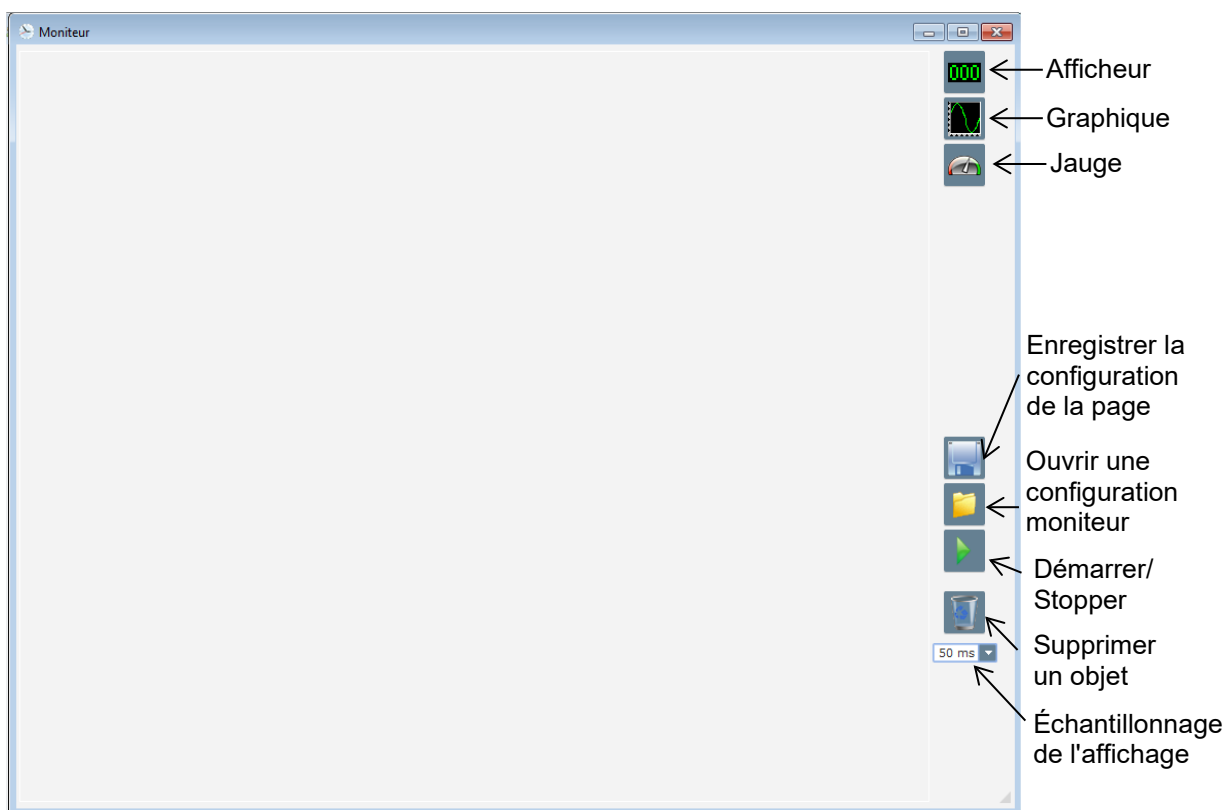 Moniteur
000
Afficheur
Graphique
Jauge
Enregistrer la
configuration
de la page
Ouvrir une
configuration
moniteur
Démarrer/
Stopper
Supprimer
un objet
50 ms
Échantillonnage
de l'affichage